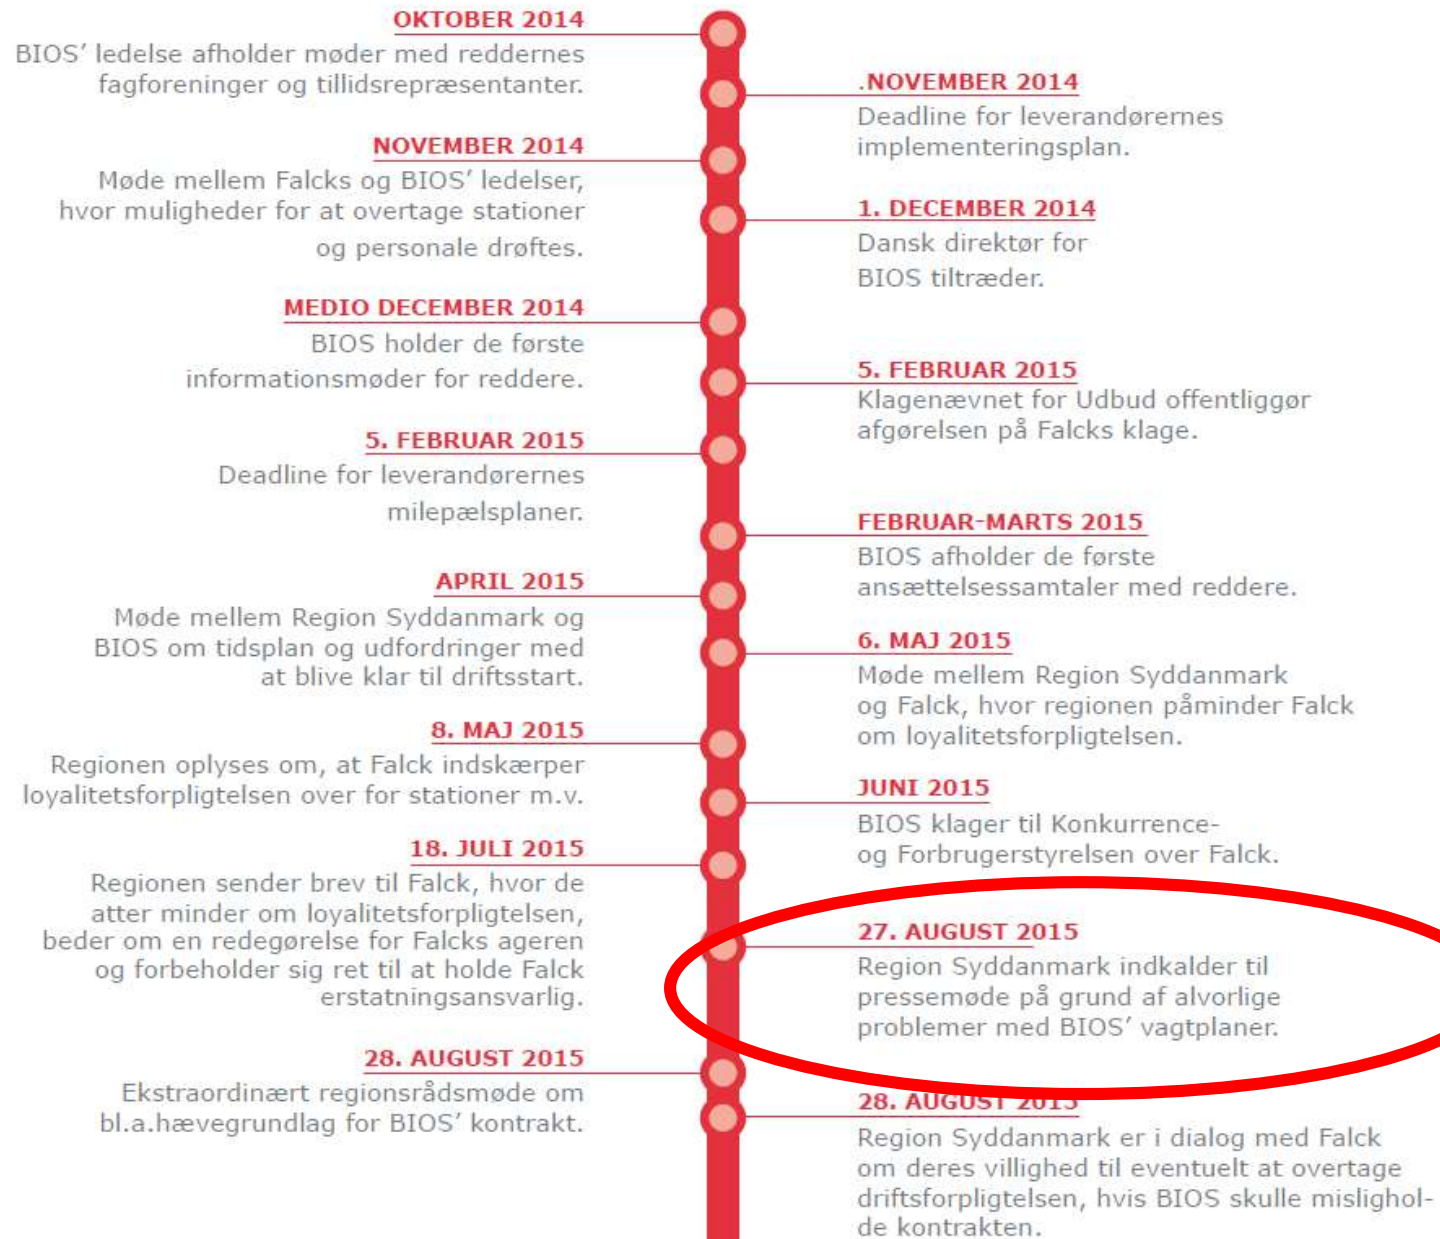 OKTOBER 2014
BIOS’ ledelse afholder møder med reddernes
fagforeninger og tillidsrepræsentanter.
.NOVEMBER 2014
Deadline for leverandørernes
implementeringsplan.
NOVEMBER 2014
Møde mellem Falcks og BIOS’ ledelser,
hvor muligheder for at overtage stationer
og personale drøftes.
1. DECEMBER 2014
Dansk direktør for
BIOS tiltræder.
MEDIO DECEMBER 2014
BIOS holder de første
informationsmøder for reddere.
5. FEBRUAR 2015
Klagenævnet for Udbud offentliggør
afgørelsen på Falcks klage.
5. FEBRUAR 2015
Deadline for leverandørernes
milepælsplaner.
FEBRUAR-MARTS 2015
BIOS afholder de første
ansættelsessamtaler med reddere.
APRIL 2015
Møde mellem Region Syddanmark og
BIOS om tidsplan og udfordringer med
at blive klar til driftsstart.
6. MAJ 2015
Møde mellem Region Syddanmark
og Falck, hvor regionen påminder Falck
om loyalitetsforpligtelsen.
8. MAJ 2015
Regionen oplyses om, at Falck indskærper
loyalitetsforpligtelsen over for stationer m.v.
JUNI 2015
BIOS klager til Konkurrence-
og Forbrugerstyrelsen over Falck.
18. JULI 2015
Regionen sender brev til Falck, hvor de
atter minder om loyalitetsforpligtelsen,
beder om en redegørelse for Falcks ageren
og forbeholder sig ret til at holde Falck
erstatningsansvarlig.
27. AUGUST 2015
Region Syddanmark indkalder til
pressemøde på grund af alvorlige
problemer med BIOS’ vagtplaner.
28. AUGUST 2015
Ekstraordinært regionsrådsmøde om
bl.a.hævegrundlag for BIOS’ kontrakt.
28. AUGUST 2015
Region Syddanmark er i dialog med Falck
om deres villighed til eventuelt at overtage
driftsforpligtelsen, hvis BIOS skulle mislighol-
de kontrakten.